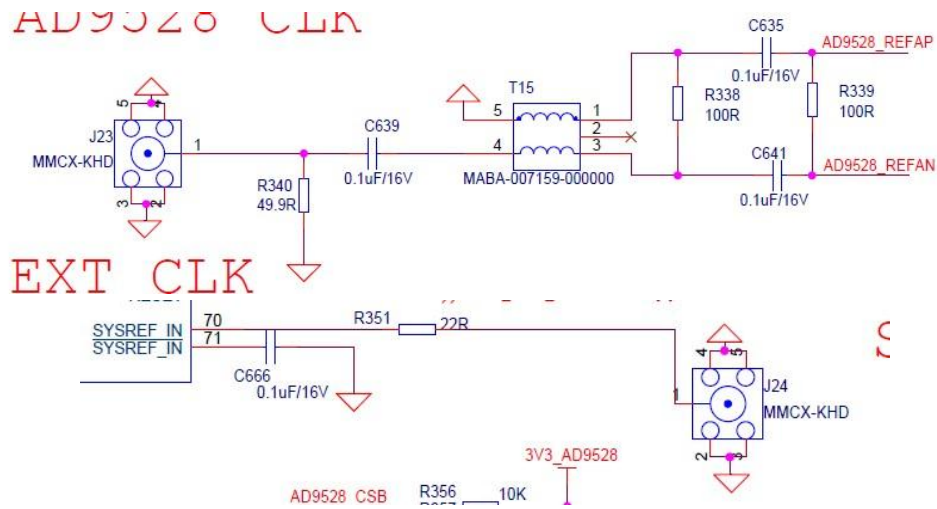 AD9528 CLK
C635
AD9528_REFAP
0.1uF/16V
T15
R338
100R
R339
100R
5
1
2
4
3
MABA-007159-000000
C639
0.1uF/16V
J23
MMCX-KHD
5
4
1
3
2
R340
49.9R
C641
0.1uF/16V
AD9528_REFAN
EXT CLK
SYSREF_IN
70
SYSREF_IN
71
R351
22R
C666
0.1uF/16V
4
5
1
J24
MMCX-KHD
2
3
3V3_AD9528
AD9528 CSB
R356
10K